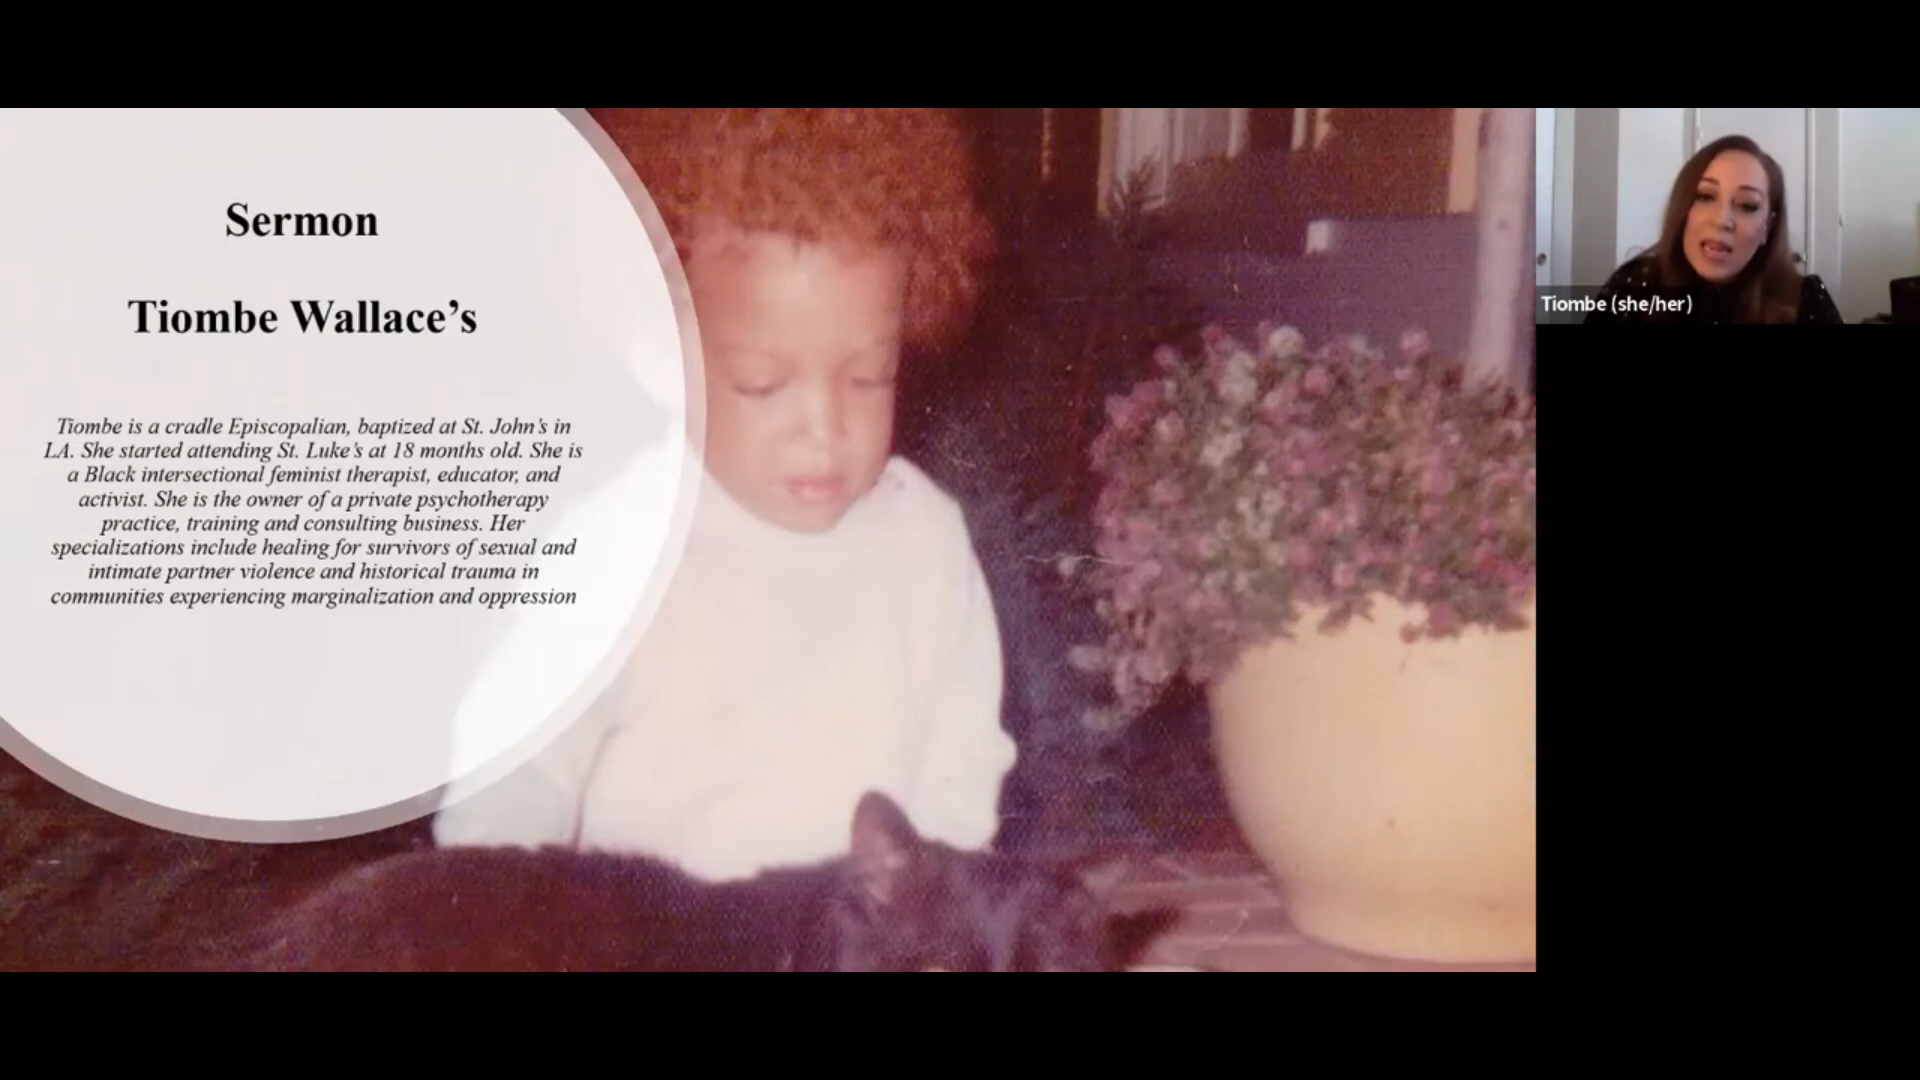 Sermon
Tiombe Wallace’s
Tiombe is a cradle Episcopalian, baptized at St. John’s in
LA. She started attending St. Luke’s at 18 months old. She is
a Black intersectional feminist therapist, educator, and
activist. She is the owner of a private psychotherapy
practice, training and consulting business. Her
specializations include healing for survivors of sexual and
intimate partner violence and historical trauma in
communities experiencing marginalization and oppression
Tiombe (she/her)